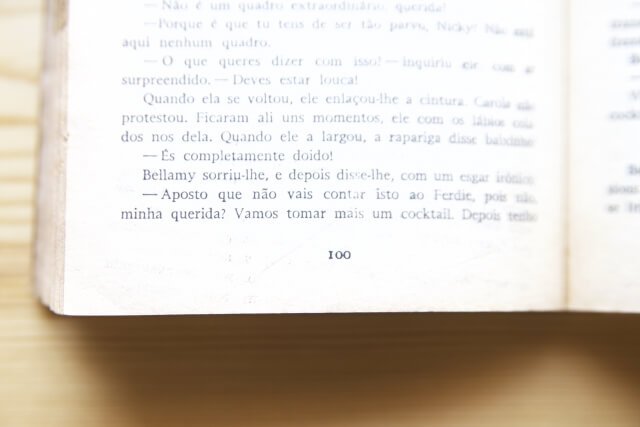 —Não é um quadro extraordinário, querida!
—Porque é que tu tens de ser tão parvo, Nicky? Não
aqui nenhum quadro.
— O que queres dizer com isso? — inquiriu ele com ar
surpreendido. — Deves estar louca!
Quando ela se voltou, ele enlaçou-lhe a cintura. Carola não
protestou. Ficaram ali uns momentos, ele com os lábios cola
dos nos dela. Quando ele a largou, a rapariga disse baixinho
— És completamente doido!
Bellamy sorriu-lhe, e depois disse-lhe, com um esgar irónico
— Aposto que não vais contar isto ao Ferdie, pois não,
minha querida? Vamos tomar mais um cocktail. Depois tenho
100